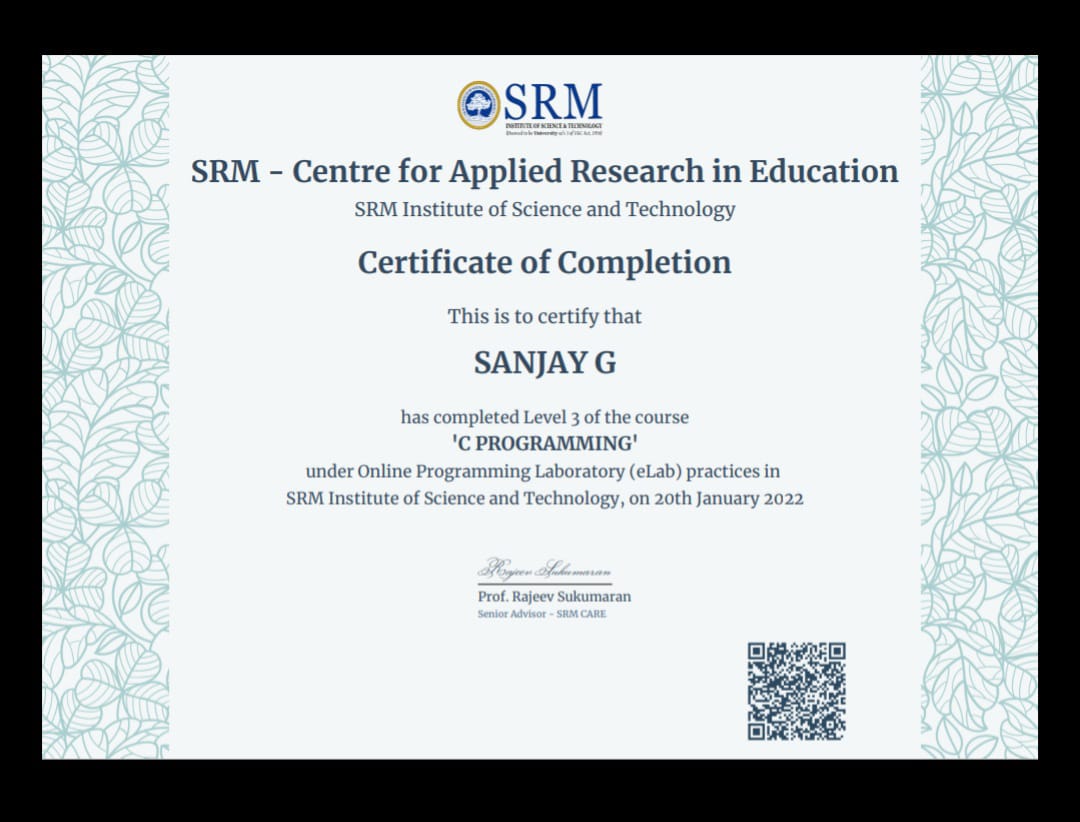 SRM
INSTITUTE OF SCIENCE & TECHNOLOGY
(Deemed to be University u/s 3 of UGC Act, 1956)
SRM - Centre for Applied Research in Education
SRM Institute of Science and Technology
Certificate of Completion
This is to certify that
SANJAY G
has completed Level 3 of the course
'C PROGRAMMING'
under Online Programming Laboratory (eLab) practices in
SRM Institute of Science and Technology, on 20th January 2022
Rajeev Sukumaran
Prof. Rajeev Sukumaran
Senior Advisor - SRM CARE